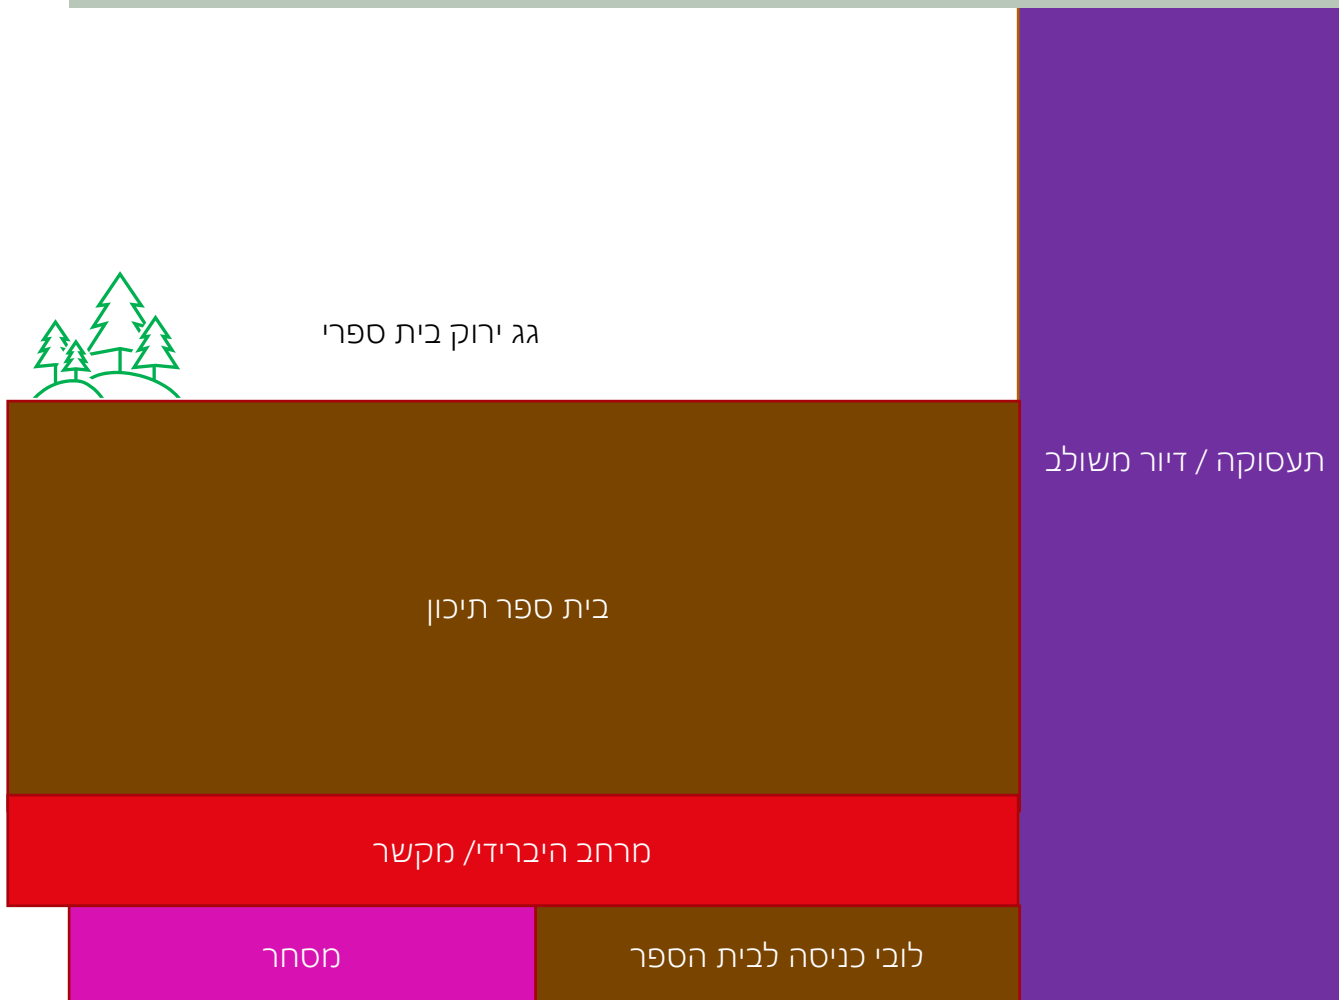 גג ירוק בית ספרי
תעסוקה / דיור משולב
בית ספר תיכון
מרחב היברידי/ מקשר
לובי כניסה לבית הספר
מסחר